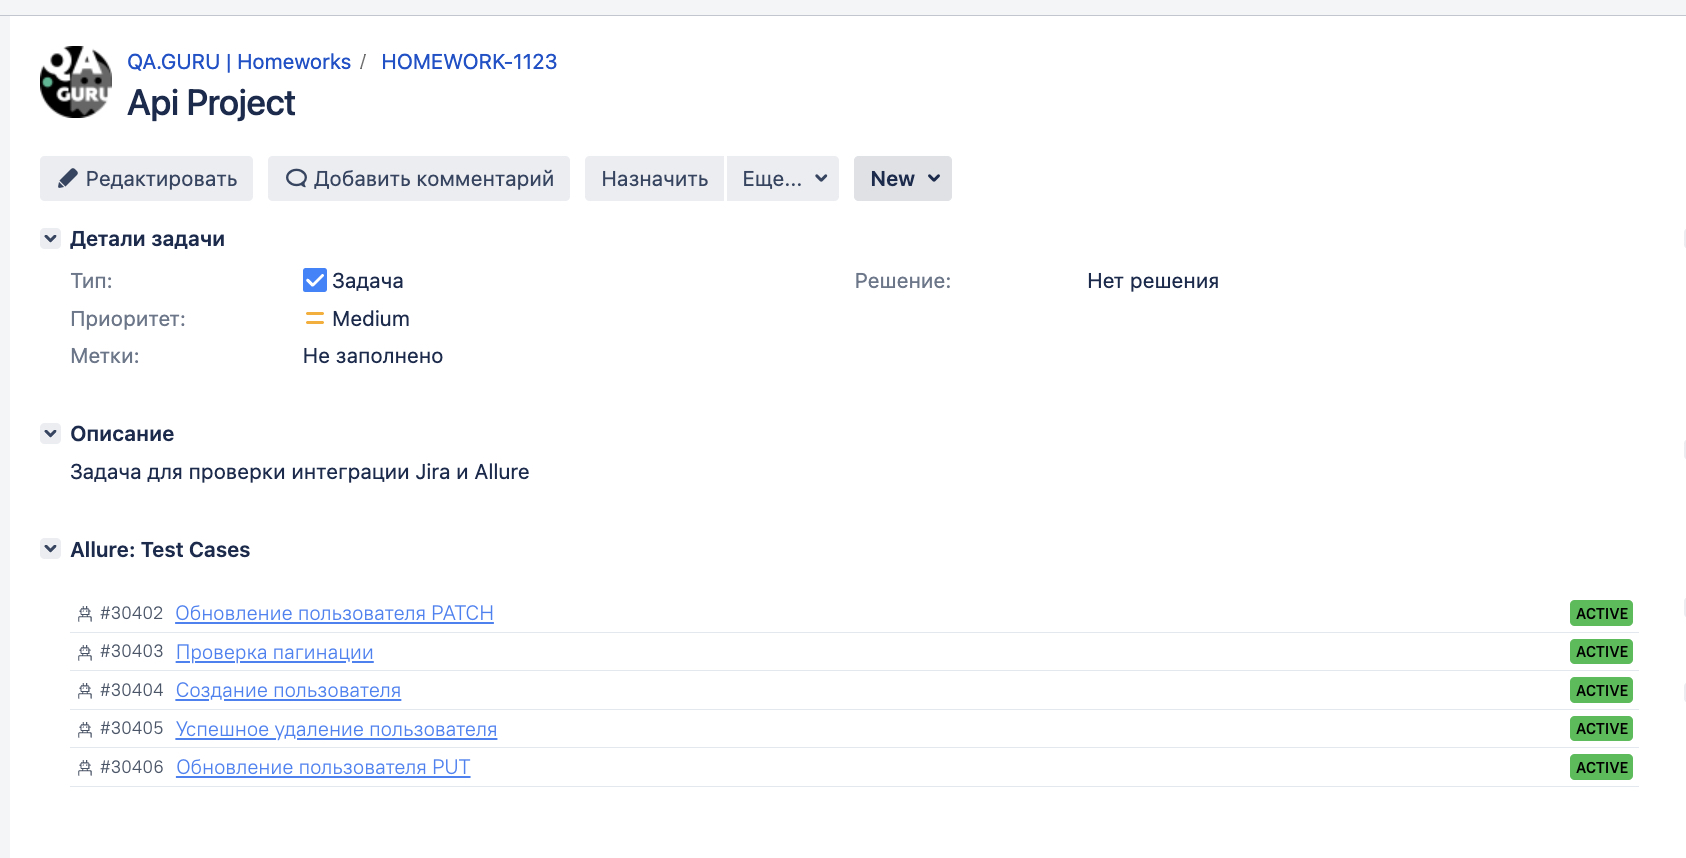 QA
GURU
QA.GURU | Homeworks / HOMEWORK-1123
Api Project
Редактировать Добавить комментарий Назначить Еще... New
Детали задачи
Тип: Задача Решение: Нет решения
Приоритет: Medium
Метки: Не заполнено
Описание
Задача для проверки интеграции Jira и Allure
Allure: Test Cases
#30402 Обновление пользователя PATCH ACTIVE
#30403 Проверка пагинации ACTIVE
#30404 Создание пользователя ACTIVE
#30405 Успешное удаление пользователя ACTIVE
#30406 Обновление пользователя PUT ACTIVE